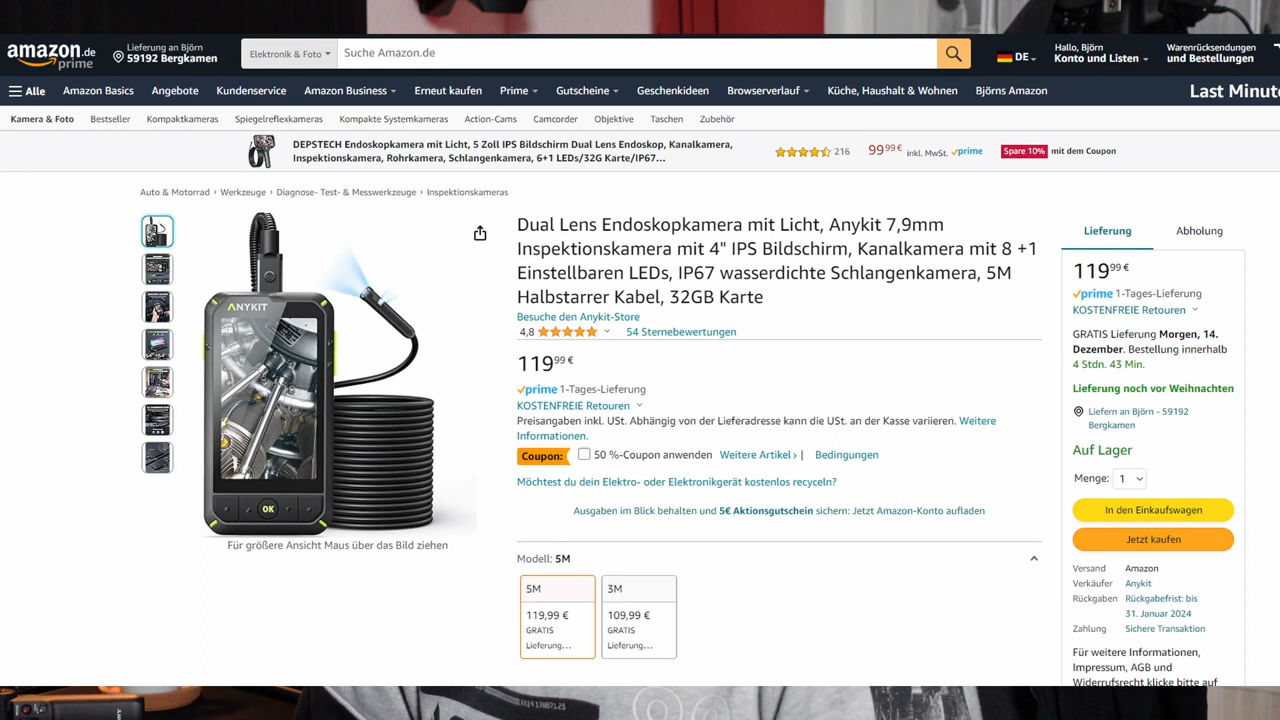 amazon.de
prime
Lieferung an Björn
59192 Bergkamen
Elektronik & Foto
Suche Amazon.de
DE
Hallo, Björn
Konto und Listen
Warenrücksendungen
und Bestellungen
Alle
Amazon Basics
Angebote
Kundenservice
Amazon Business
Erneut kaufen
Prime
Gutscheine
Geschenkideen
Browserverlauf
Küche, Haushalt & Wohnen
Björns Amazon
Last Minute
Kamera & Foto
Bestseller
Kompaktkameras
Spiegelreflexkameras
Kompakte Systemkameras
Action-Cams
Camcorder
Objektive
Taschen
Zubehör
DEPSTECH Endoskopkamera mit Licht, 5 Zoll IPS Bildschirm Dual Lens Endoskop, Kanalkamera,
Inspektionskamera, Rohrkamera, Schlangenkamera, 6+1 LEDs/32G Karte/IP67...
216
9999 € inkl. MwSt. prime
Spare 10% mit dem Coupon
Auto & Motorrad › Werkzeuge › Diagnose- Test- & Messwerkzeuge › Inspektionskameras
ANYKIT
OK
Für größere Ansicht Maus über das Bild ziehen
Dual Lens Endoskopkamera mit Licht, Anykit 7,9mm
Inspektionskamera mit 4" IPS Bildschirm, Kanalkamera mit 8 +1
Einstellbaren LEDs, IP67 wasserdichte Schlangenkamera, 5M
Halbstarrer Kabel, 32GB Karte
Besuche den Anykit-Store
4,8
54 Sternebewertungen
11999 €
prime 1-Tages-Lieferung
KOSTENFREIE Retouren
Preisangaben inkl. USt. Abhängig von der Lieferadresse kann die USt. an der Kasse variieren. Weitere
Informationen.
Coupon: 50 %-Coupon anwenden Weitere Artikel › | Bedingungen
Möchtest du dein Elektro- oder Elektronikgerät kostenlos recyceln?
Ausgaben im Blick behalten und 5€ Aktionsgutschein sichern: Jetzt Amazon-Konto aufladen
Modell: 5M
5M
119,99 €
GRATIS
Lieferung...
3M
109,99 €
GRATIS
Lieferung...
Lieferung
Abholung
11999 €
prime 1-Tages-Lieferung
KOSTENFREIE Retouren
GRATIS Lieferung Morgen, 14.
Dezember. Bestellung innerhalb
4 Stdn. 43 Min.
Lieferung noch vor Weihnachten
Liefern an Björn - 59192
Bergkamen
Auf Lager
Menge: 1
In den Einkaufswagen
Jetzt kaufen
Versand Amazon
Verkäufer Anykit
Rückgaben Rückgabefrist: bis
31. Januar 2024
Zahlung Sichere Transaktion
Für weitere Informationen,
Impressum, AGB und
Widerrufsrecht klicke bitte auf